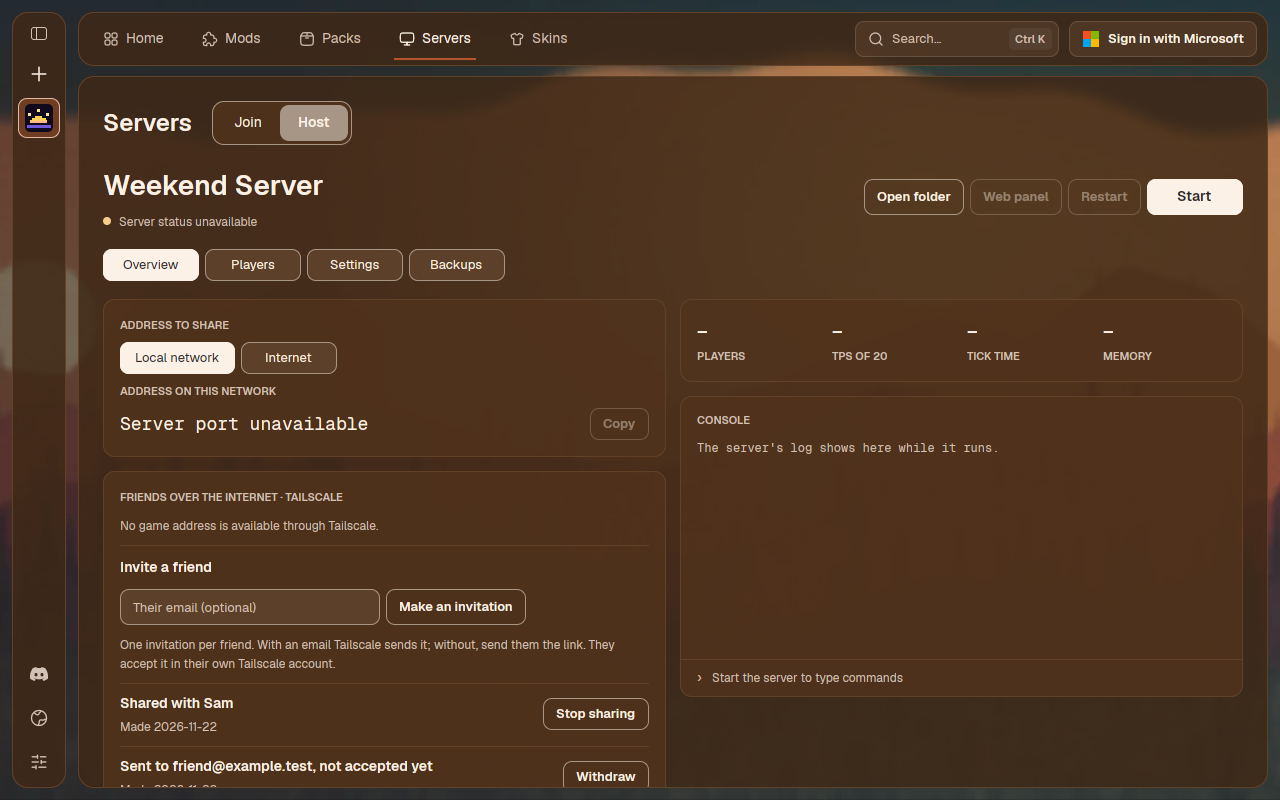 Home
Mods
Packs
Servers
Skins
Search...
Ctrl K
Sign in with Microsoft
Servers
Join
Host
Weekend Server
Server status unavailable
Open folder
Web panel
Restart
Start
Overview
Players
Settings
Backups
ADDRESS TO SHARE
Local network
Internet
ADDRESS ON THIS NETWORK
Server port unavailable
Copy
– – – –
PLAYERS
TPS OF 20
TICK TIME
MEMORY
CONSOLE
The server's log shows here while it runs.
› Start the server to type commands
FRIENDS OVER THE INTERNET · TAILSCALE
No game address is available through Tailscale.
Invite a friend
Their email (optional)
Make an invitation
One invitation per friend. With an email Tailscale sends it; without, send them the link. They
accept it in their own Tailscale account.
Shared with Sam
Made 2026-11-22
Stop sharing
Sent to friend@example.test, not accepted yet
Withdraw